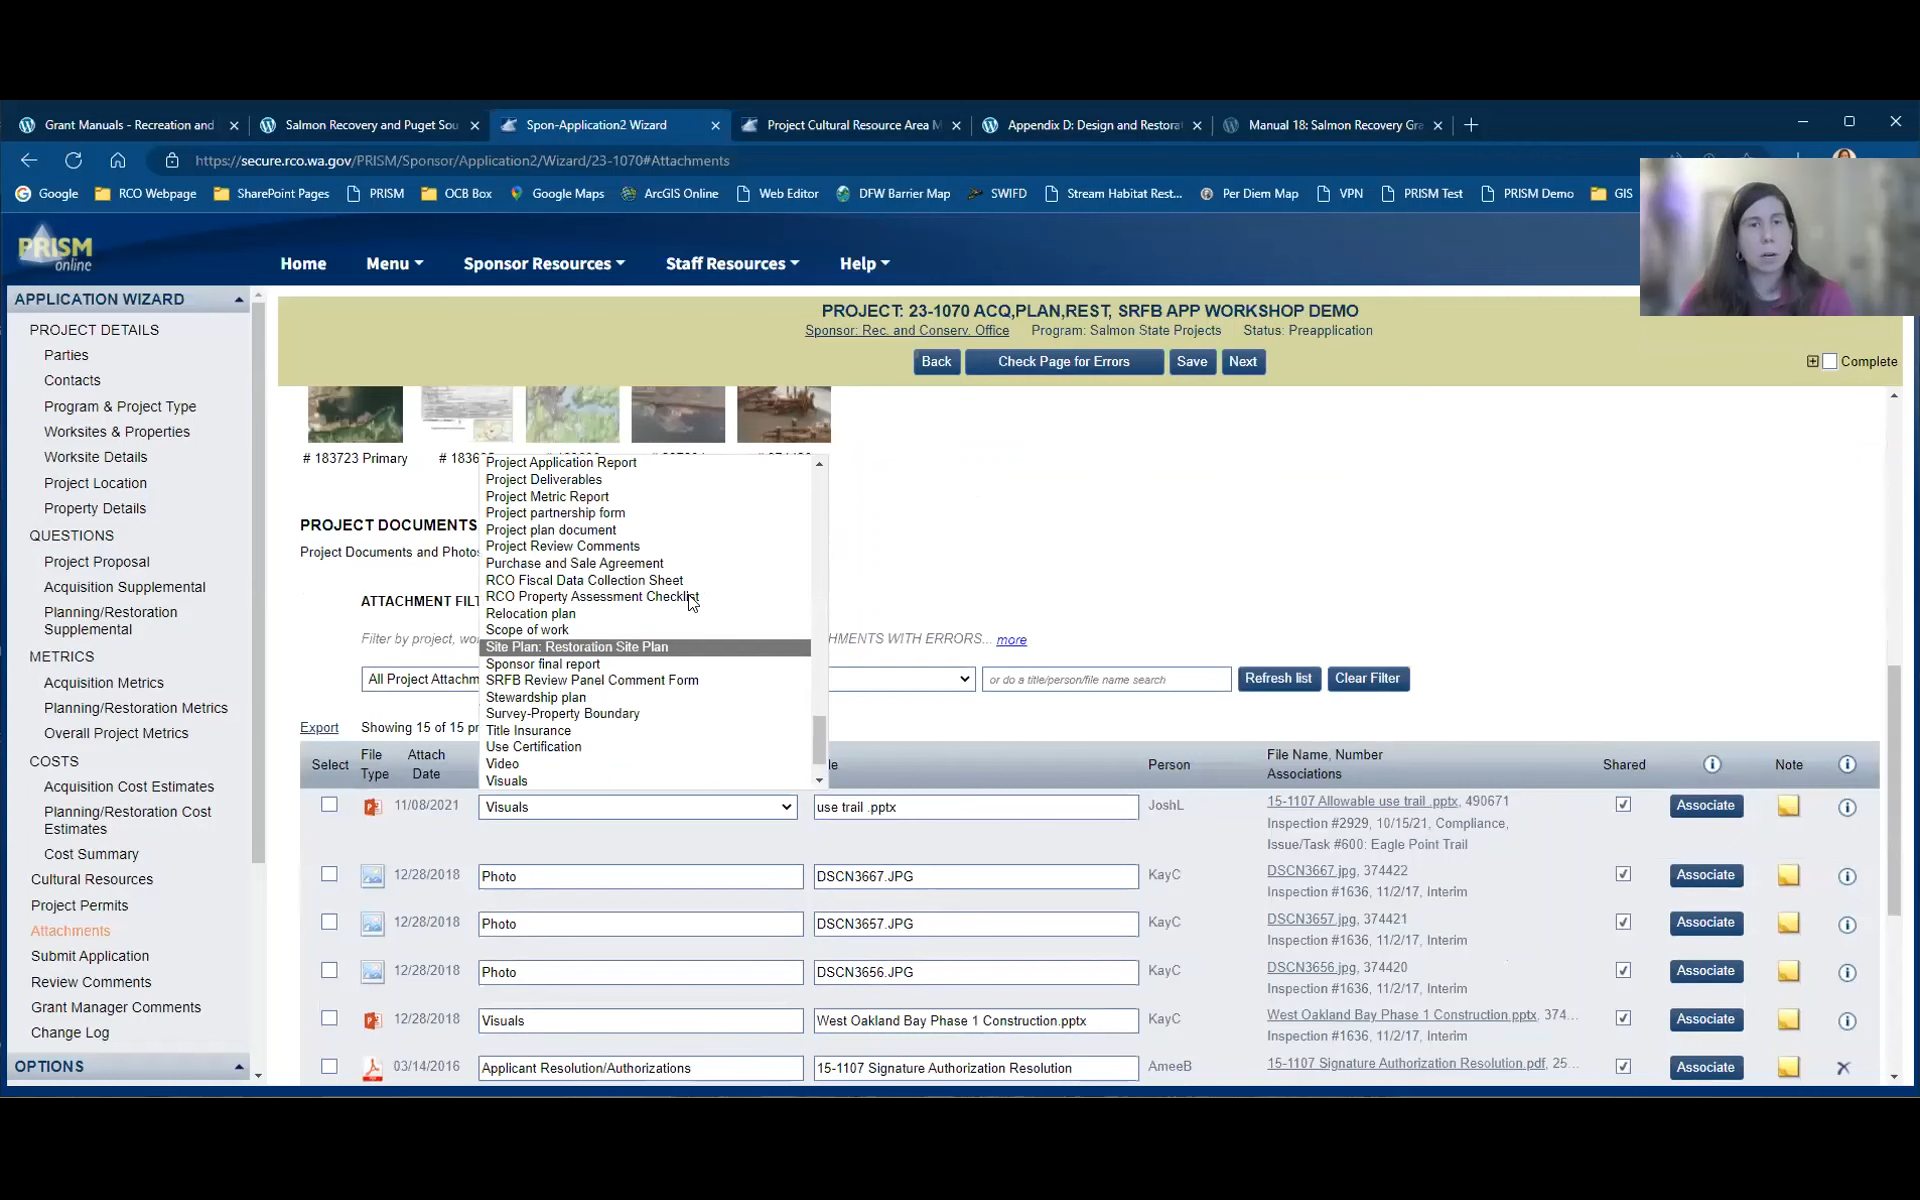 Grant Manuals - Recreation and
Salmon Recovery and Puget Sou
Spon-Application2 Wizard
Project Cultural Resource Area M
Appendix D: Design and Restorat
Manual 18: Salmon Recovery Gra
https://secure.rco.wa.gov/PRISM/Sponsor/Application2/Wizard/23-1070#Attachments
Google
RCO Webpage
SharePoint Pages
PRISM
OCB Box
Google Maps
ArcGIS Online
Web Editor
DFW Barrier Map
SWIFD
Stream Habitat Rest...
Per Diem Map
VPN
PRISM Test
PRISM Demo
GIS
PRISM
online
Home
Menu
Sponsor Resources
Staff Resources
Help
APPLICATION WIZARD
PROJECT DETAILS
Parties
Contacts
Program & Project Type
Worksites & Properties
Worksite Details
Project Location
Property Details
QUESTIONS
Project Proposal
Acquisition Supplemental
Planning/Restoration
Supplemental
METRICS
Acquisition Metrics
Planning/Restoration Metrics
Overall Project Metrics
COSTS
Acquisition Cost Estimates
Planning/Restoration Cost
Estimates
Cost Summary
Cultural Resources
Project Permits
Attachments
Submit Application
Review Comments
Grant Manager Comments
Change Log
OPTIONS
PROJECT: 23-1070 ACQ,PLAN,REST, SRFB APP WORKSHOP DEMO
Sponsor: Rec. and Conserv. Office Program: Salmon State Projects Status: Preapplication
Back
Check Page for Errors
Save
Next
Complete
# 183723 Primary
PROJECT DOCUMENTS
Project Documents and Photos
Project Application Report
Project Deliverables
Project Metric Report
Project partnership form
Project plan document
Project Review Comments
Purchase and Sale Agreement
RCO Fiscal Data Collection Sheet
RCO Property Assessment Checklist
Relocation plan
Scope of work
Site Plan: Restoration Site Plan
Sponsor final report
SRFB Review Panel Comment Form
Stewardship plan
Survey-Property Boundary
Title Insurance
Use Certification
Video
Visuals
ATTACHMENT FILT
Filter by project, wo
HMENTS WITH ERRORS... more
All Project Attachm
or do a title/person/file name search
Refresh list
Clear Filter
Export Showing 15 of 15 pr
Select
File
Type
Attach
Date
le
Person
File Name, Number
Associations
Shared
Note
11/08/2021 Visuals use trail .pptx JoshL 15-1107 Allowable use trail .pptx, 490671 Associate
Inspection #2929, 10/15/21, Compliance,
Issue/Task #600: Eagle Point Trail
12/28/2018 Photo DSCN3667.JPG KayC DSCN3667.jpg, 374422 Associate
Inspection #1636, 11/2/17, Interim
12/28/2018 Photo DSCN3657.JPG KayC DSCN3657.jpg, 374421 Associate
Inspection #1636, 11/2/17, Interim
12/28/2018 Photo DSCN3656.JPG KayC DSCN3656.jpg, 374420 Associate
Inspection #1636, 11/2/17, Interim
12/28/2018 Visuals West Oakland Bay Phase 1 Construction.pptx KayC West Oakland Bay Phase 1 Construction.pptx, 374... Associate
Inspection #1636, 11/2/17, Interim
03/14/2016 Applicant Resolution/Authorizations 15-1107 Signature Authorization Resolution AmeeB 15-1107 Signature Authorization Resolution.pdf, 25... Associate